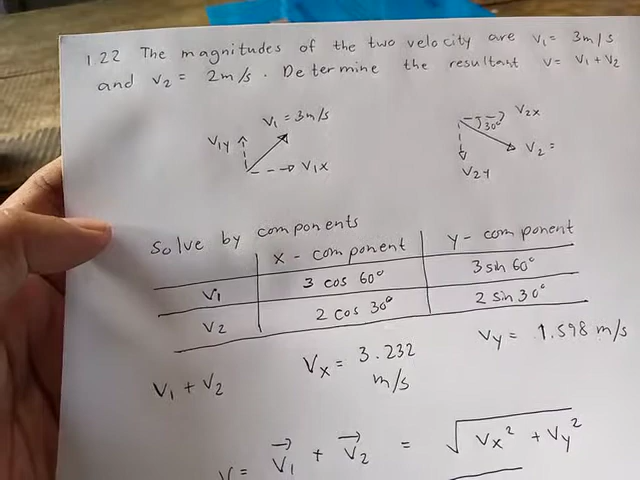 1.22 The magnitudes of the two velocity are V1 = 3m/s
and V2 = 2m/s. Determine the resultant V= V1 + V2
V1 = 3m/s
V1y
V1x
V2x
30°
V2 =
V2y
Solve by components
x - component y - component
V1 3 cos 60° 3 sin 60°
V2 2 cos 30° 2 sin 30°
V1 + V2 Vx = 3.232 m/s Vy = 1.598 m/s
V = V1 + V2 = √Vx² + Vy²